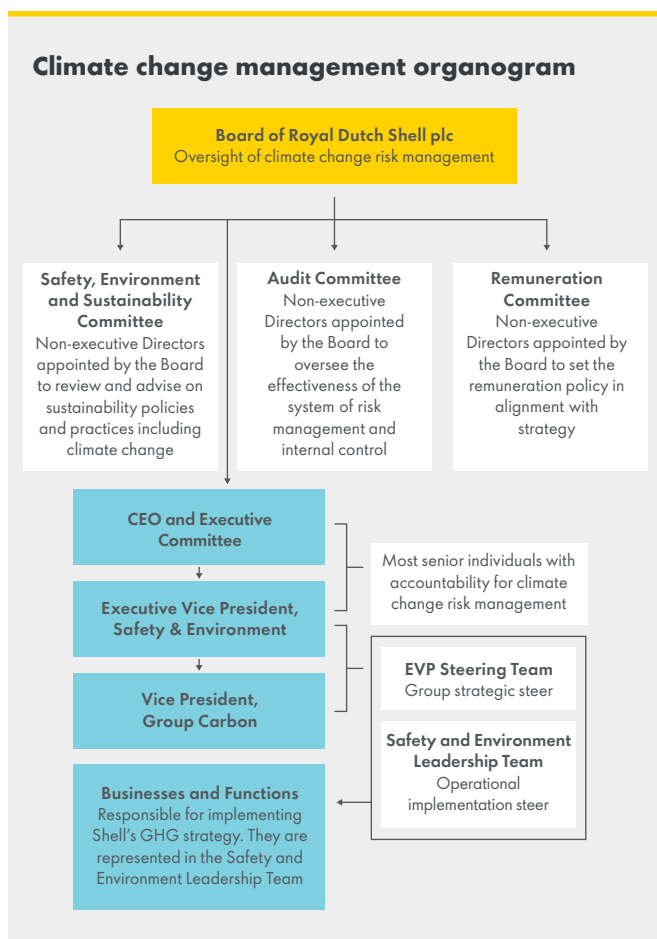 Climate change management organogram
Board of Royal Dutch Shell plc
Oversight of climate change risk management
Safety, Environment
and Sustainability
Committee
Non-executive Directors
appointed by the Board
to review and advise on
sustainability policies
and practices including
climate change
Audit Committee
Non-executive
Directors appointed
by the Board to
oversee the
effectiveness of the
system of risk
management and
internal control
Remuneration
Committee
Non-executive
Directors appointed by
the Board to set the
remuneration policy in
alignment with
strategy
CEO and Executive
Committee
Executive Vice President,
Safety & Environment
Vice President,
Group Carbon
Most senior individuals with
accountability for climate
change risk management
EVP Steering Team
Group strategic steer
Safety and Environment
Leadership Team
Operational
implementation steer
Businesses and Functions
Responsible for implementing
Shell’s GHG strategy. They are
represented in the Safety and
Environment Leadership Team